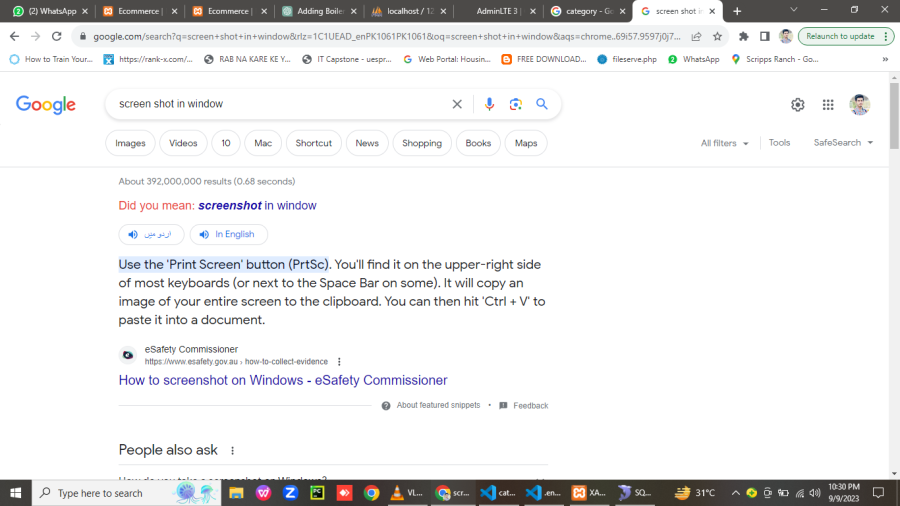 (2) WhatsApp
Ecommerce |
Ecommerce |
Adding Boiler
localhost / 12
AdminLTE 3 |
category - Go
screen shot in
google.com/search?q=screen+shot+in+window&rlz=1C1UEAD_enPK1061PK1061&oq=screen+shot+in+window&aqs=chrome..69i57.9597j0j7...
Relaunch to update
How to Train Your...
https://rank-x.com/...
RAB NA KARE KE Y...
IT Capstone - uespr...
Web Portal: Housin...
FREE DOWNLOAD...
fileserve.php
WhatsApp
Scripps Ranch - Go...
»
Google
screen shot in window
Images
Videos
10
Mac
Shortcut
News
Shopping
Books
Maps
All filters
Tools
SafeSearch
About 392,000,000 results (0.68 seconds)
Did you mean: screenshot in window
اردو میں
In English
Use the 'Print Screen' button (PrtSc). You'll find it on the upper-right side
of most keyboards (or next to the Space Bar on some). It will copy an
image of your entire screen to the clipboard. You can then hit 'Ctrl + V' to
paste it into a document.
eSafety Commissioner
https://www.esafety.gov.au › how-to-collect-evidence
How to screenshot on Windows - eSafety Commissioner
About featured snippets • Feedback
People also ask
Type here to search
VL...
scr...
cat...
.en...
XA...
SQ...
31°C
10:30 PM
9/9/2023